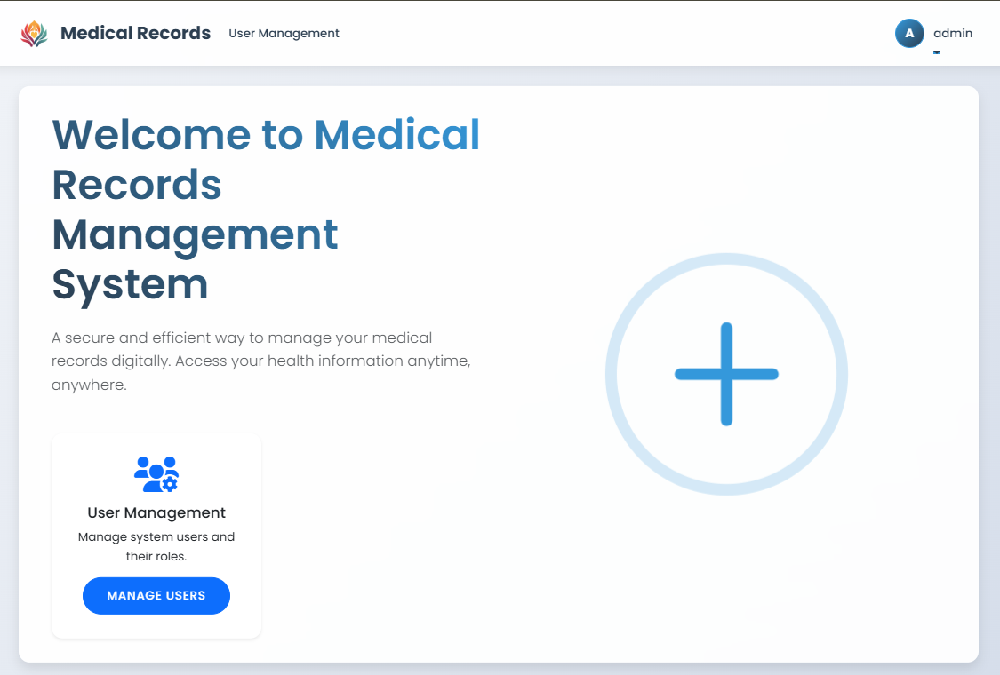 Medical Records
User Management
A
admin
Welcome to Medical
Records
Management
System
A secure and efficient way to manage your medical
records digitally. Access your health information anytime,
anywhere.
User Management
Manage system users and
their roles.
MANAGE USERS